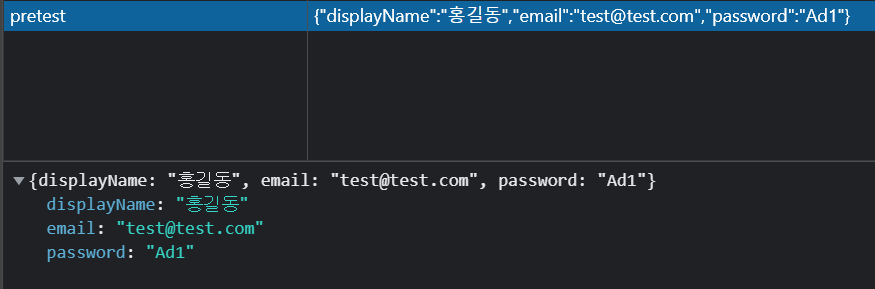 pretest {"displayName":"홍길동","email":"test@test.com","password":"Ad1"}
▼{displayName: "홍길동", email: "test@test.com", password: "Ad1"}
displayName: "홍길동"
email: "test@test.com"
password: "Ad1"